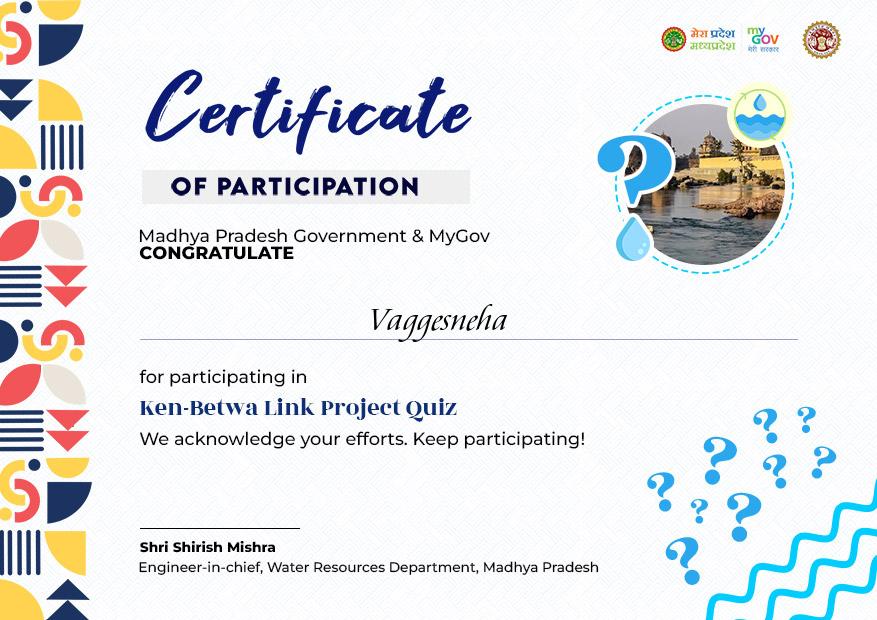 मेरा प्रदेश
मध्यप्रदेश
my
GOV
मेरी सरकार
Certificate
OF PARTICIPATION
Madhya Pradesh Government & MyGov
CONGRATULATE
Vaggesneha
for participating in
Ken-Betwa Link Project Quiz
We acknowledge your efforts. Keep participating!
Shri Shirish Mishra
Engineer-in-chief, Water Resources Department, Madhya Pradesh